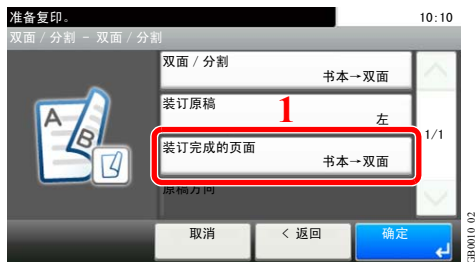 准备复印。 10:10
双面 / 分割 - 双面 / 分割
双面 / 分割
书本→双面
装订原稿
1
左
1/1
装订完成的页面
书本→双面
原稿方向
取消 < 返回 确定
A
B
GB0010_02